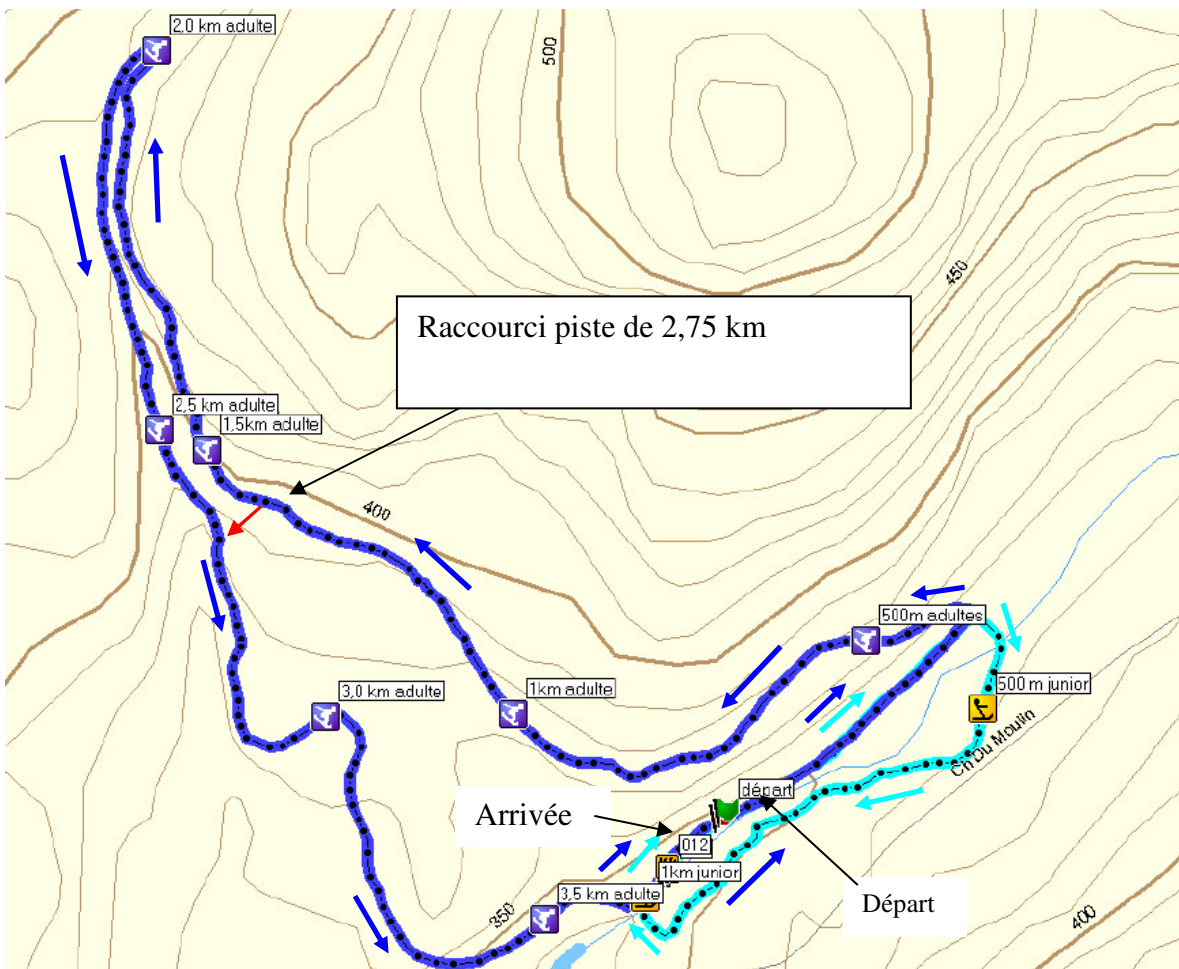 2,0 km adulte
500
450
Raccourci piste de 2,75 km
2,5 km adulte
1,5km adulte
400
500m adultes
500 m junior
3,0 km adulte
1km adulte
Ch Du Moulin
départ
Arrivée
012
1km junior
3,5 km adulte
Départ
350
400